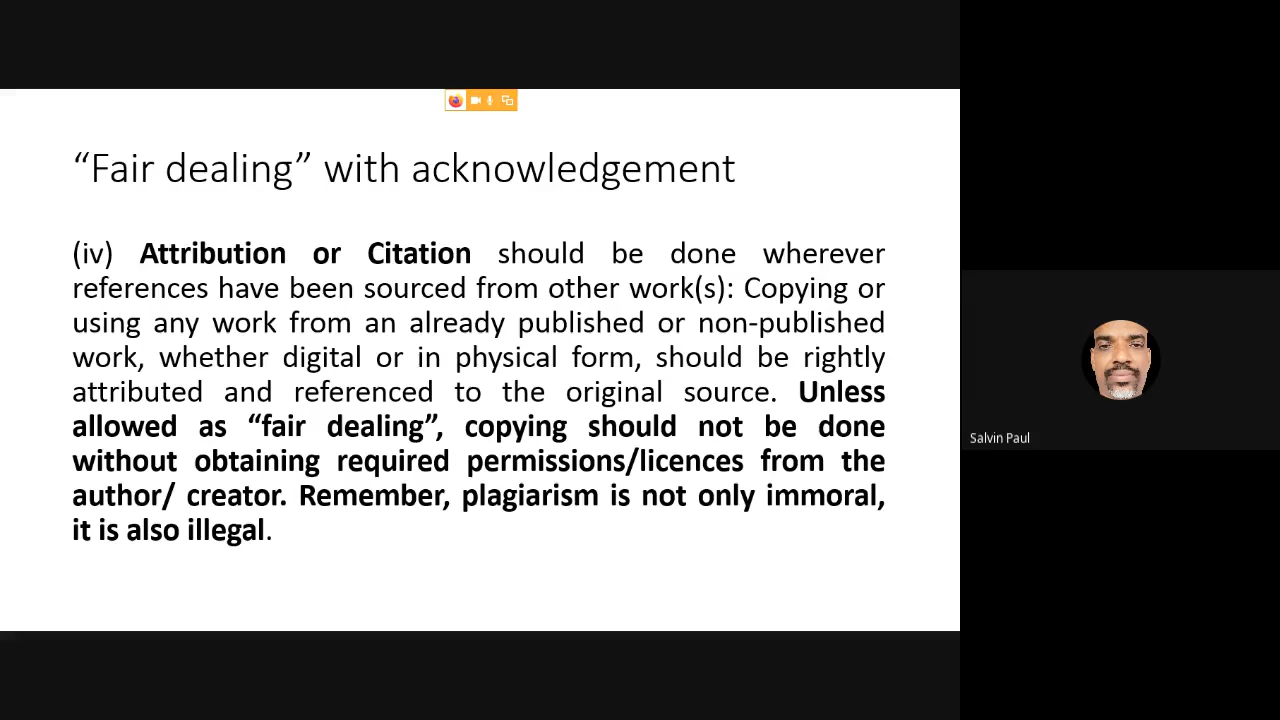 “Fair dealing” with acknowledgement
(iv) Attribution or Citation should be done wherever
references have been sourced from other work(s): Copying or
using any work from an already published or non-published
work, whether digital or in physical form, should be rightly
attributed and referenced to the original source. Unless
allowed as “fair dealing”, copying should not be done
without obtaining required permissions/licences from the
author/ creator. Remember, plagiarism is not only immoral,
it is also illegal.
Salvin Paul